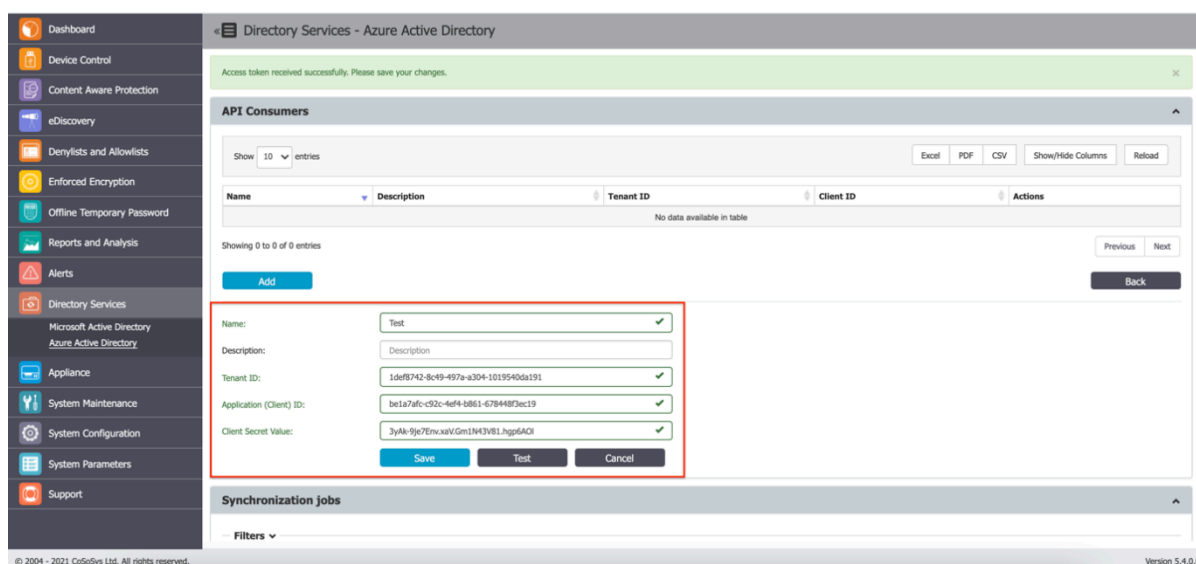 Dashboard
Device Control
Content Aware Protection
eDiscovery
Denylists and Allowlists
Enforced Encryption
Offline Temporary Password
Reports and Analysis
Alerts
Directory Services
Microsoft Active Directory
Azure Active Directory
Appliance
System Maintenance
System Configuration
System Parameters
Support
Directory Services - Azure Active Directory
Access token received successfully. Please save your changes.
API Consumers
Show 10 entries
Excel PDF CSV Show/Hide Columns Reload
Name Description Tenant ID Client ID Actions
No data available in table
Showing 0 to 0 of 0 entries
Previous Next
Add Back
Name: Test
Description: Description
Tenant ID: 1def8742-8c49-497a-a304-1019540da191
Application (Client) ID: be1a7afc-c92c-4ef4-b861-678448f3ec19
Client Secret Value: 3yAk-9je7Env.xaV.Gm1N43V81.hgp6AOl
Save Test Cancel
Synchronization jobs
Filters
© 2004 - 2021 CoSoSys Ltd. All rights reserved.
Version 5.4.0.